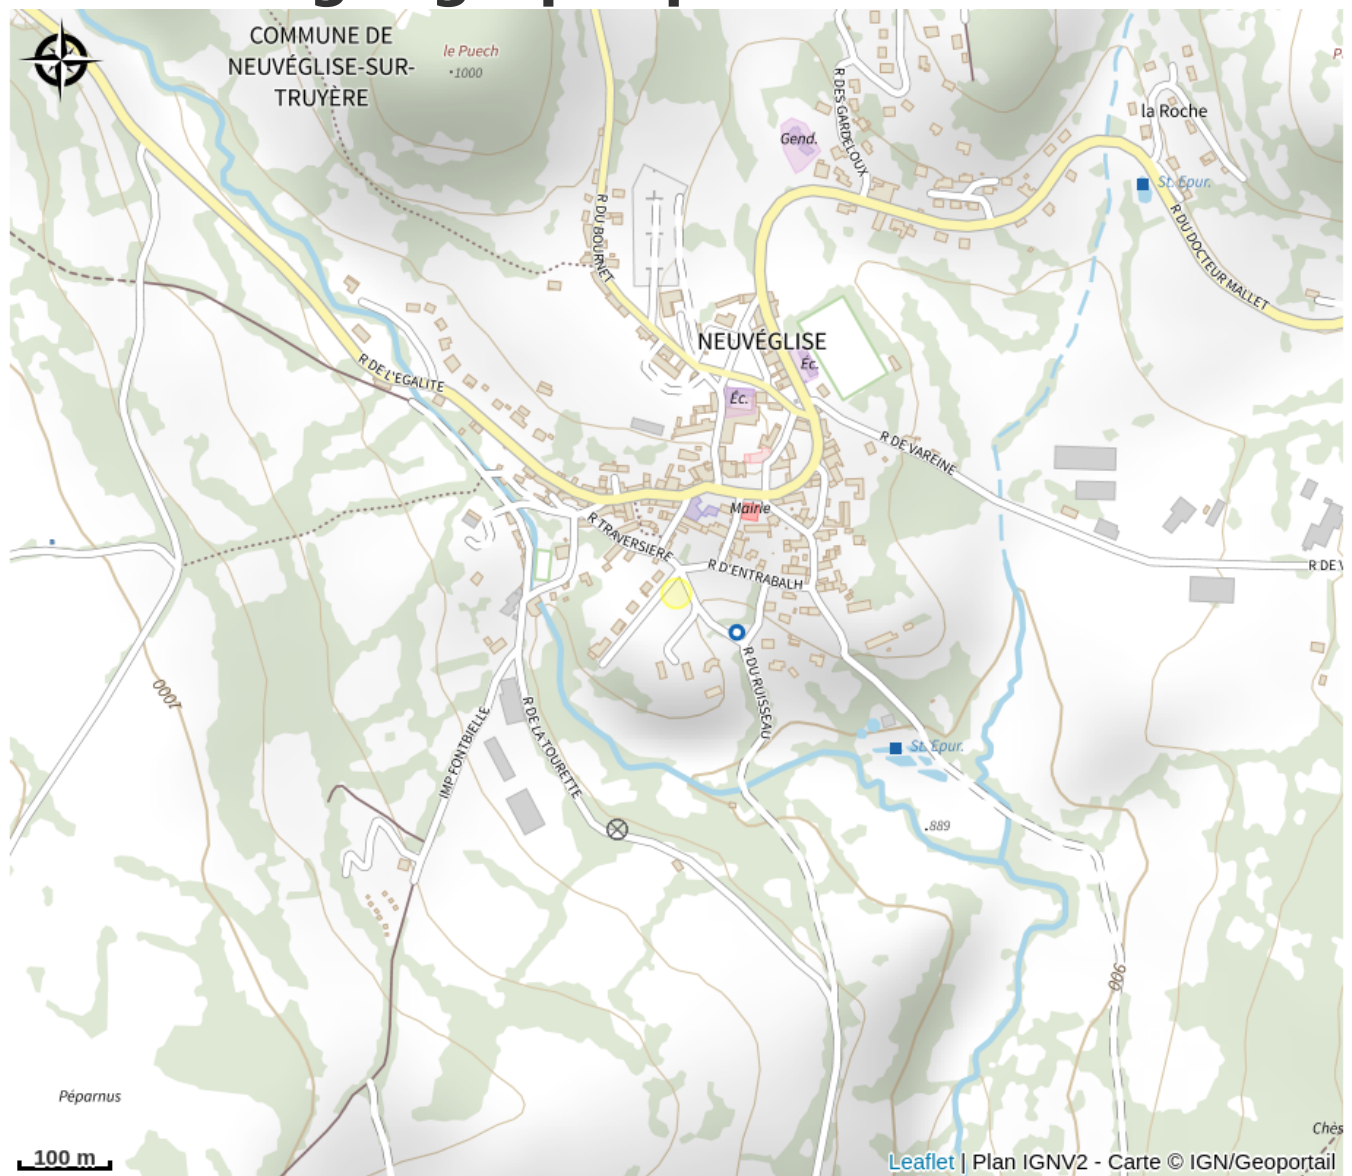 COMMUNE DE
NEUVÉGLISE-SUR-
TRUYÈRE
le Puech
1000
R DES GARDELOUX
Gend.
la Roche
St. Epur.
R DU BOURNET
R DU DOCTEUR MALLET
NEUVÉGLISE
Éc.
R DE L'EGALITE
Éc.
R DE VAREINE
Mairie
R TRAVERSIERE
R D'ENTRABALH
R DE V
1000
R DU RUISSEAU
IMP FONTBIELLE
R DE LA TOURETTE
St. Epur.
889
900
Péparnus
Chès
100 m
Leaflet | Plan IGNV2 - Carte © IGN/Geoportail